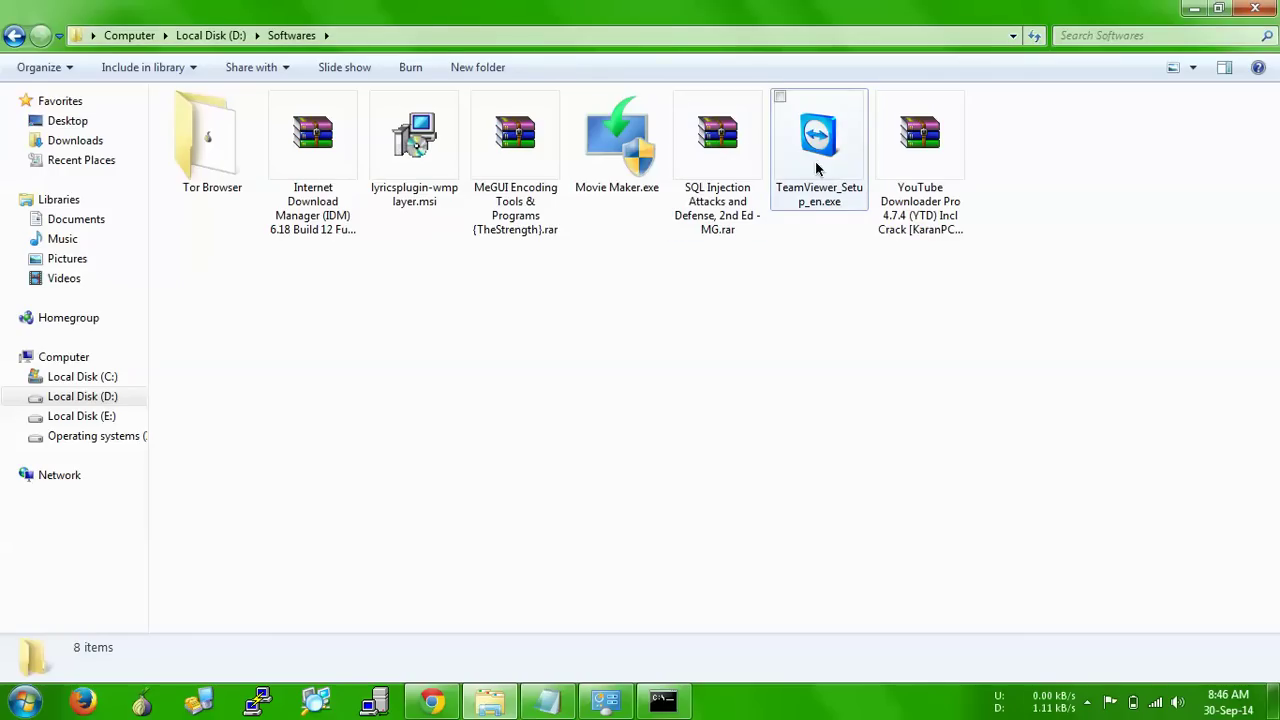 Computer Local Disk (D:) Softwares Search Softwares
Organize Include in library Share with Slide show Burn New folder
Favorites
Desktop
Downloads
Recent Places
Libraries
Documents
Music
Pictures
Videos
Homegroup
Computer
Local Disk (C:)
Local Disk (D:)
Local Disk (E:)
Operating systems (
Network
Tor Browser
Internet
Download
Manager (IDM)
6.18 Build 12 Fu...
lyricsplugin-wmp
layer.msi
MeGUI Encoding
Tools &
Programs
{TheStrength}.rar
Movie Maker.exe
SQL Injection
Attacks and
Defense, 2nd Ed -
MG.rar
TeamViewer_Setu
p_en.exe
YouTube
Downloader Pro
4.7.4 (YTD) Incl
Crack [KaranPC...
8 items
U: 0.00 kB/s
D: 1.11 kB/s
8:46 AM
30-Sep-14